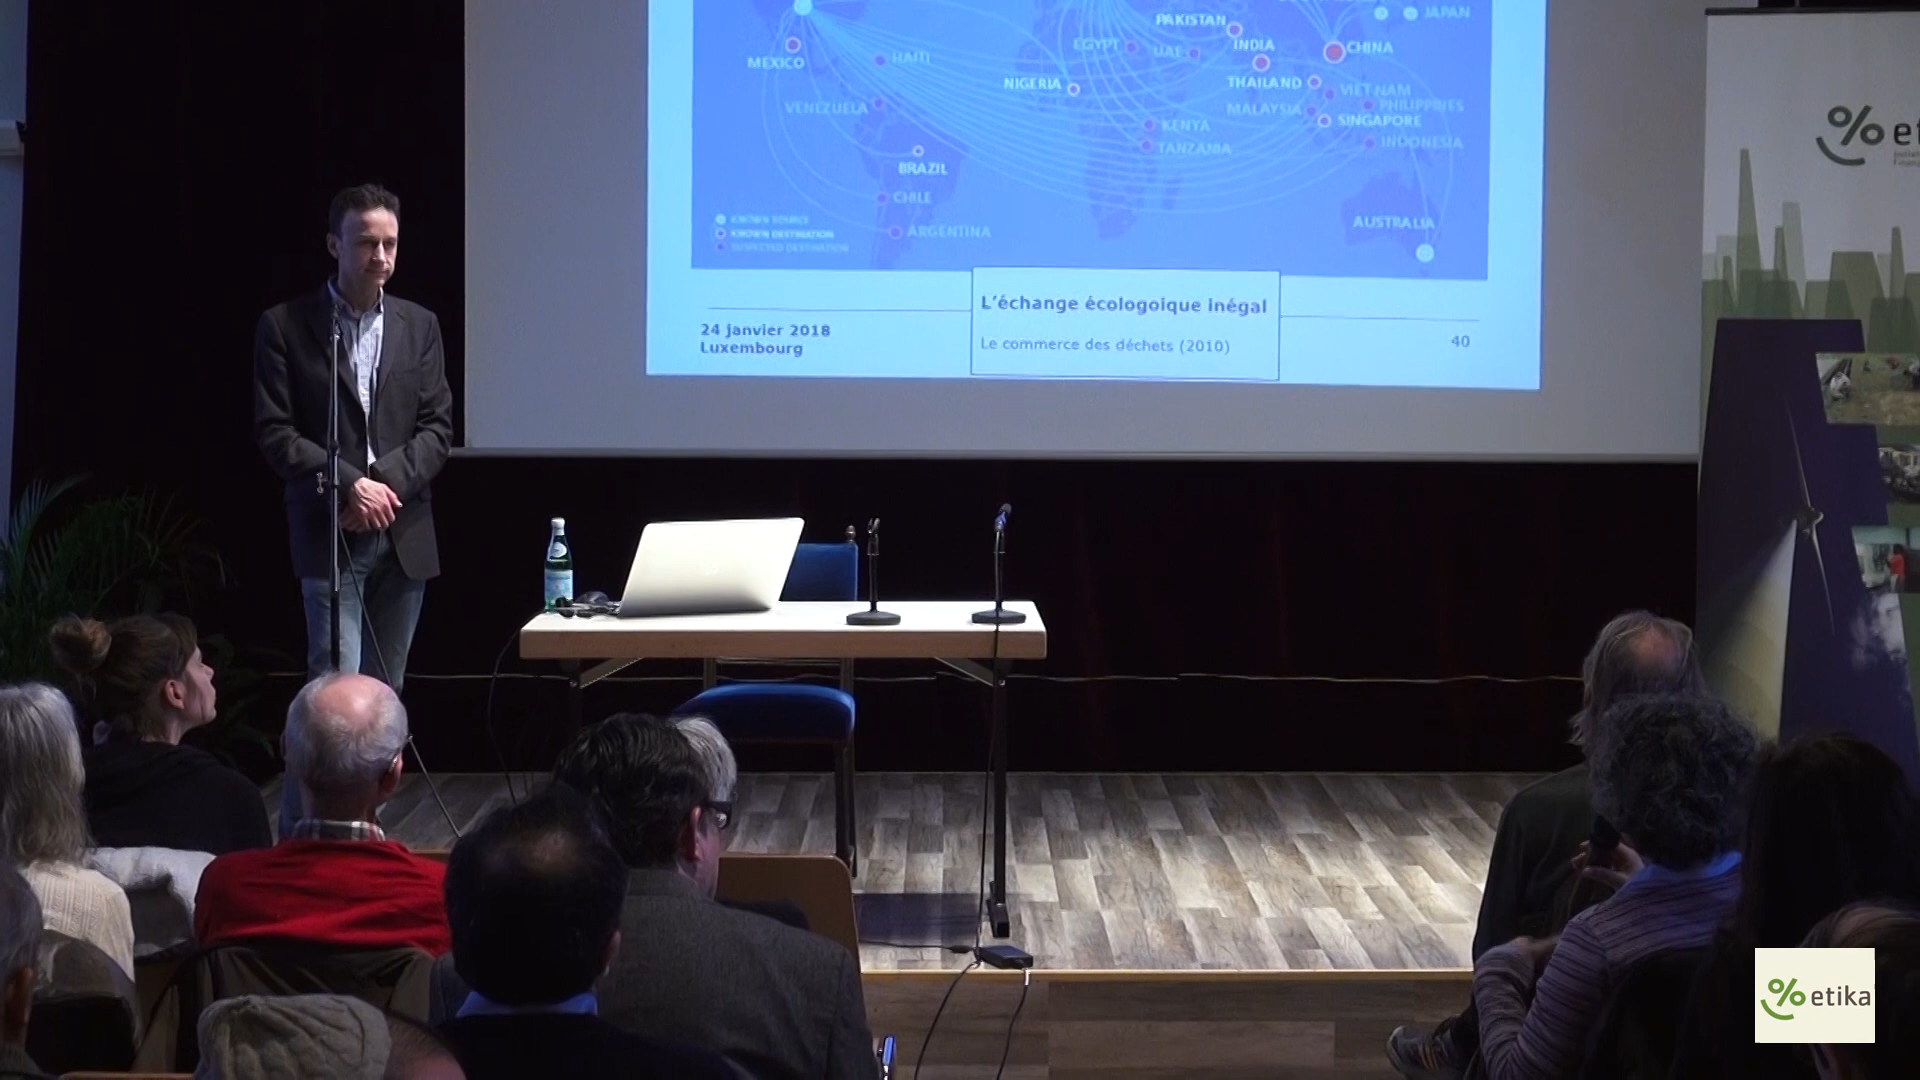 JAPAN
PAKISTAN
EGYPT
UAE
INDIA
CHINA
MEXICO
HAITI
NIGERIA
THAILAND
VIET NAM
VENEZUELA
MALAYSIA
PHILIPPINES
KENYA
SINGAPORE
TANZANIA
INDONESIA
BRAZIL
CHILE
AUSTRALIA
ARGENTINA
KNOWN SOURCE
KNOWN DESTINATION
SUSPECTED DESTINATION
L'échange écologoique inégal
24 janvier 2018
Luxembourg
Le commerce des déchets (2010)
40
% et
% etika